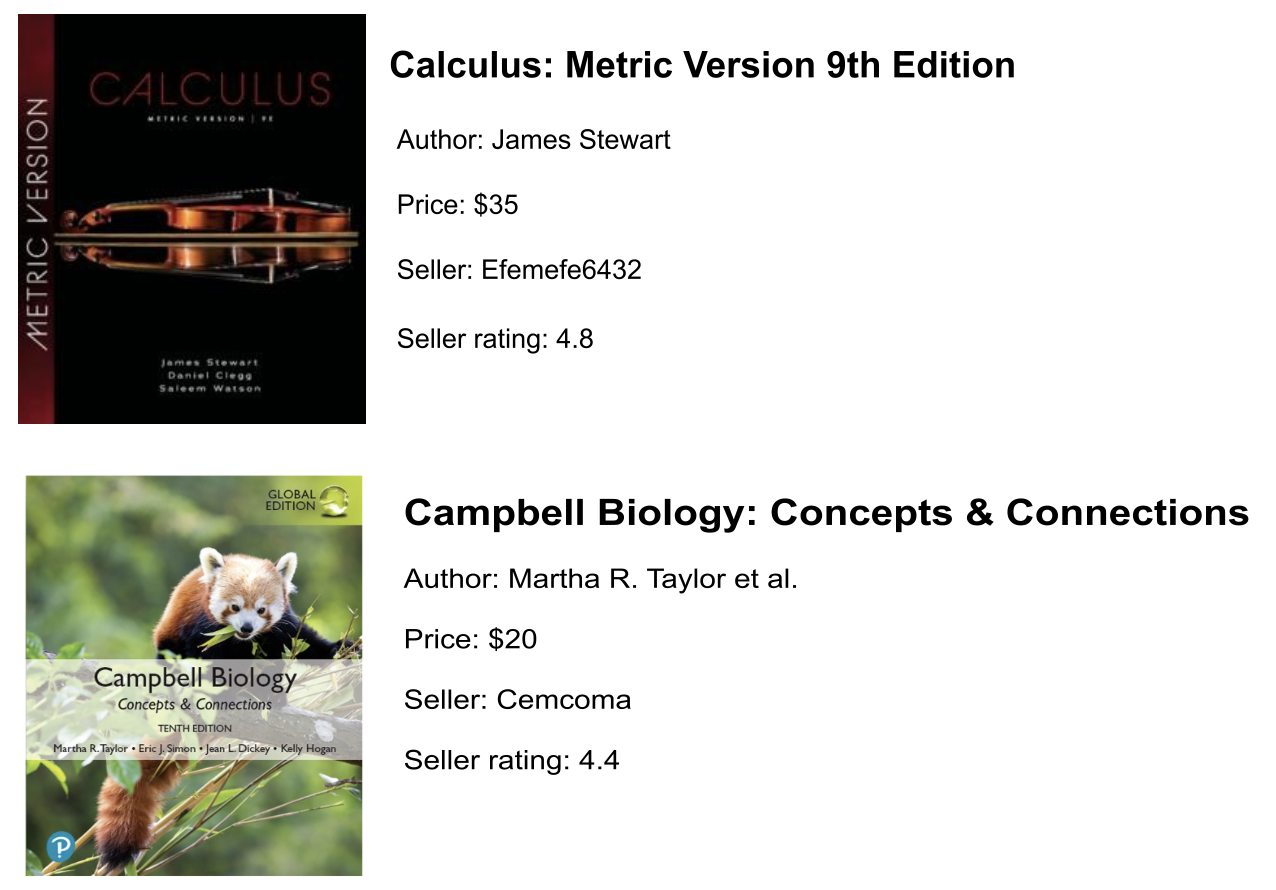 METRIC VERSION
CALCULUS
METRIC VERSION | 9E
James Stewart
Daniel Clegg
Saleem Watson
Calculus: Metric Version 9th Edition
Author: James Stewart
Price: $35
Seller: Efemefe6432
Seller rating: 4.8
GLOBAL
EDITION
Campbell Biology
Concepts & Connections
TENTH EDITION
Martha R. Taylor • Eric J. Simon • Jean L. Dickey • Kelly Hogan
P
Campbell Biology: Concepts & Connections
Author: Martha R. Taylor et al.
Price: $20
Seller: Cemcoma
Seller rating: 4.4